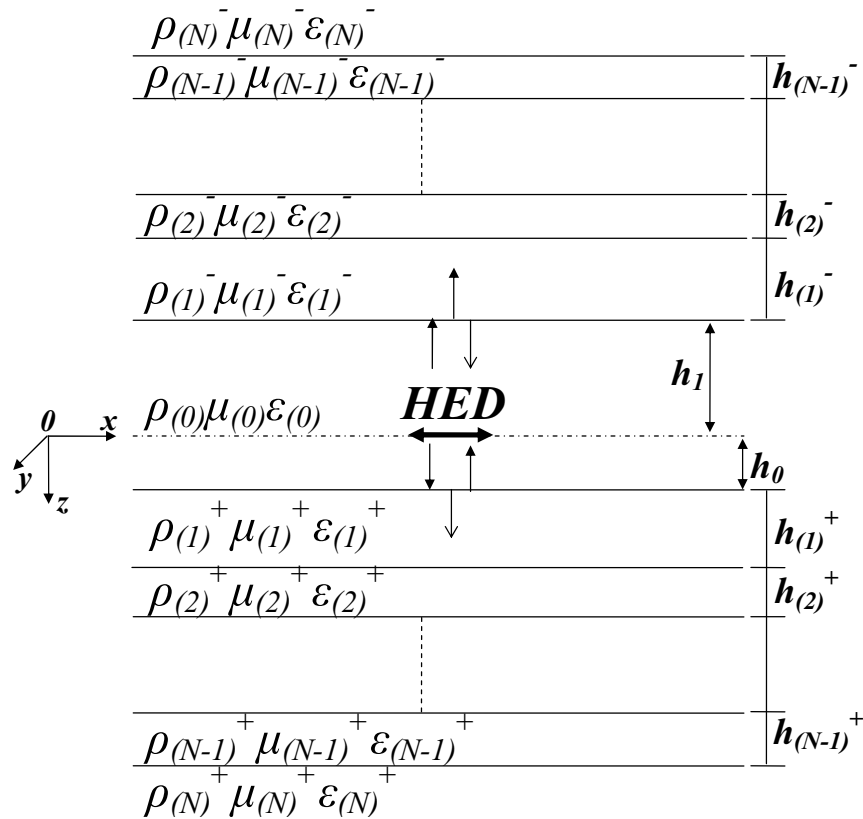 ρ(N)⁻μ(N)⁻ε(N)⁻
ρ(N-1)⁻μ(N-1)⁻ε(N-1)⁻ h(N-1)⁻
ρ(2)⁻μ(2)⁻ε(2)⁻ h(2)⁻
ρ(1)⁻μ(1)⁻ε(1)⁻ h(1)⁻
h₁
ρ(0)μ(0)ε(0) HED
0 x
y z
h₀
ρ(1)⁺μ(1)⁺ε(1)⁺ h(1)⁺
ρ(2)⁺μ(2)⁺ε(2)⁺ h(2)⁺
ρ(N-1)⁺μ(N-1)⁺ε(N-1)⁺ h(N-1)⁺
ρ(N)⁺μ(N)⁺ε(N)⁺